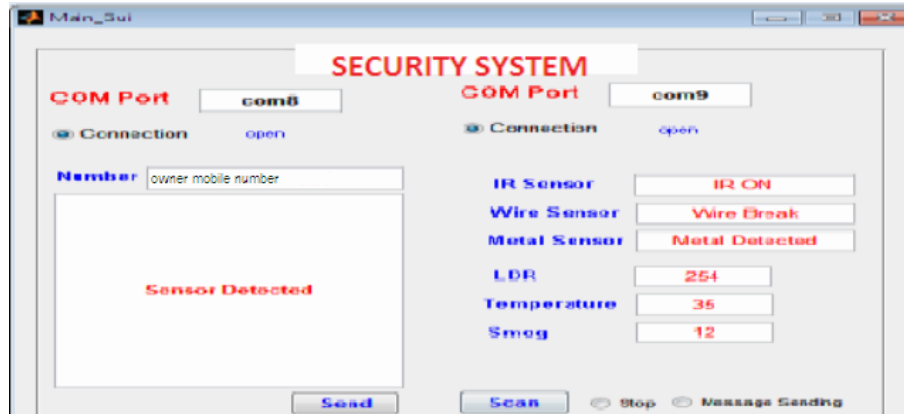 Main_Gui
SECURITY SYSTEM
COM Port com8
Connection open
Number owner mobile number
Sensor Detected
Send
COM Port com9
Connection open
IR Sensor IR ON
Wire Sensor Wire Break
Metal Sensor Metal Detected
LDR 254
Temperature 36
Smog 12
Scan Stop Message Sending